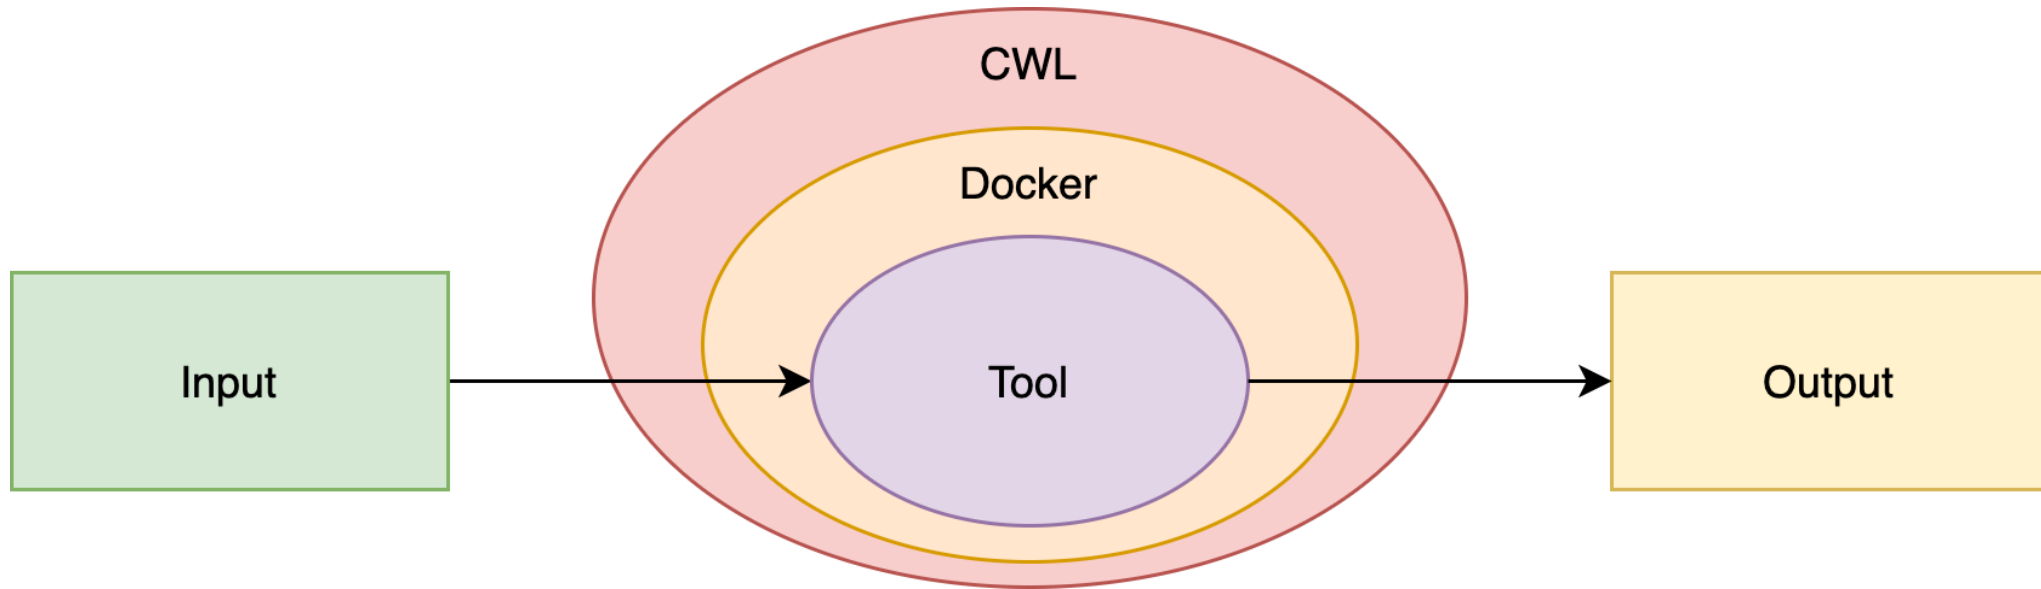 CWL
Docker
Input
Tool
Output